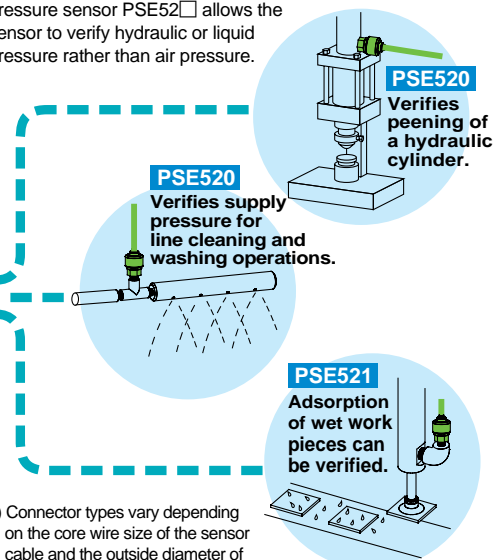 ressure sensor PSE52□ allows the
ensor to verify hydraulic or liquid
ressure rather than air pressure.
PSE520
Verifies
peening of
a hydraulic
cylinder.
PSE520
Verifies supply
pressure for
line cleaning and
washing operations.
PSE521
Adsorption
of wet work
pieces can
be verified.
) Connector types vary depending
on the core wire size of the sensor
cable and the outside diameter of